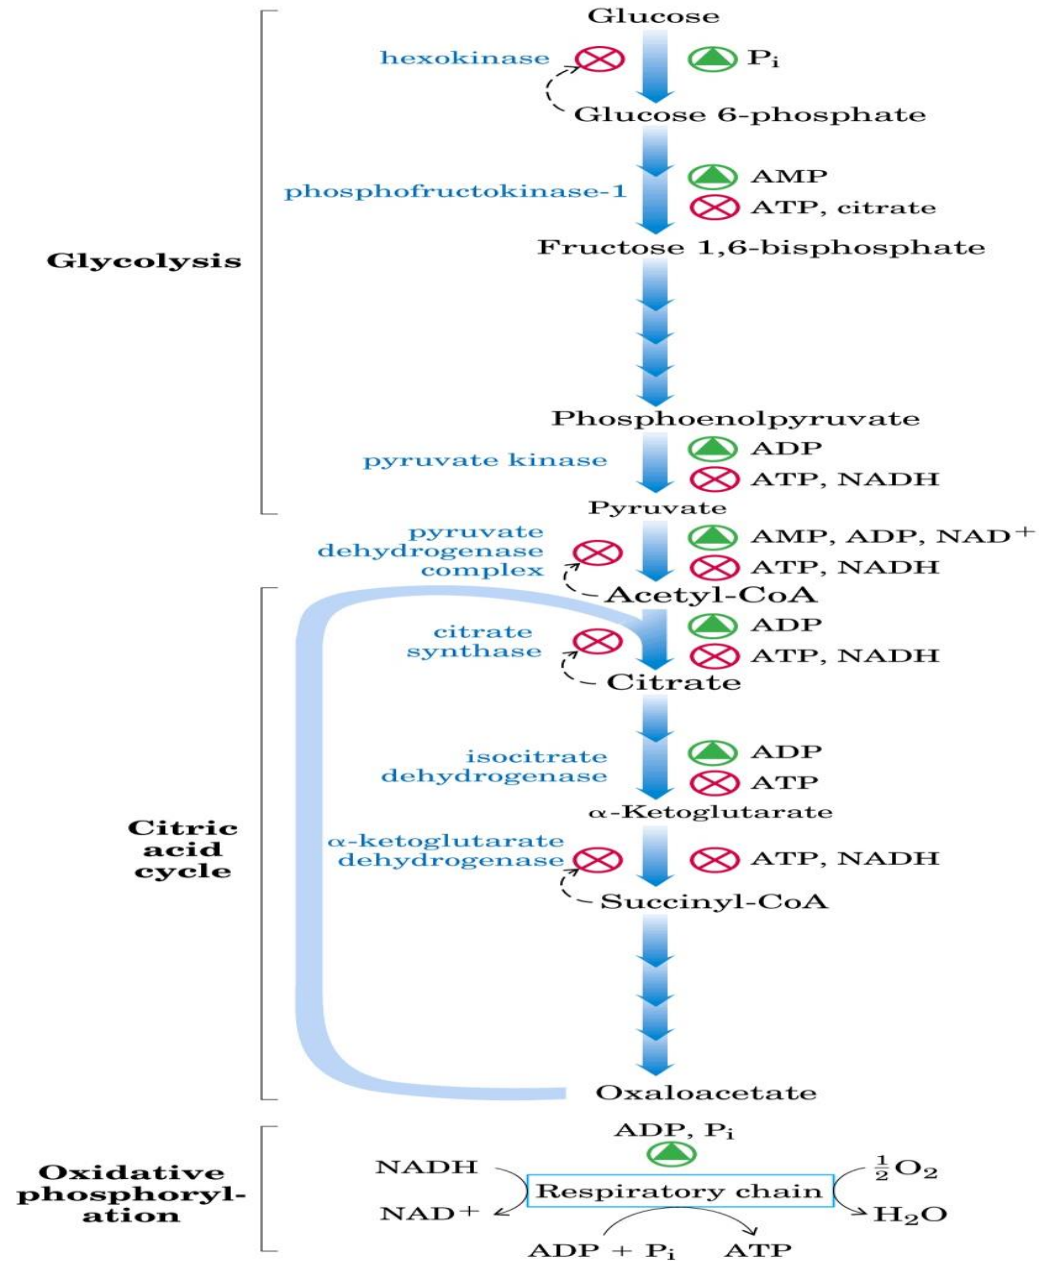 Glucose
hexokinase
Pᵢ
Glucose 6-phosphate
AMP
phosphofructokinase-1
ATP, citrate
Fructose 1,6-bisphosphate
Glycolysis
Phosphoenolpyruvate
ADP
pyruvate kinase
ATP, NADH
Pyruvate
pyruvate
dehydrogenase
complex
AMP, ADP, NAD⁺
ATP, NADH
Acetyl-CoA
citrate
synthase
ADP
ATP, NADH
Citrate
isocitrate
dehydrogenase
ADP
ATP
α-Ketoglutarate
Citric
acid
cycle
α-ketoglutarate
dehydrogenase
ATP, NADH
Succinyl-CoA
Oxaloacetate
Oxidative
phosphoryl-
ation
ADP, Pᵢ
NADH
½O₂
Respiratory chain
NAD⁺
H₂O
ADP + Pᵢ
ATP